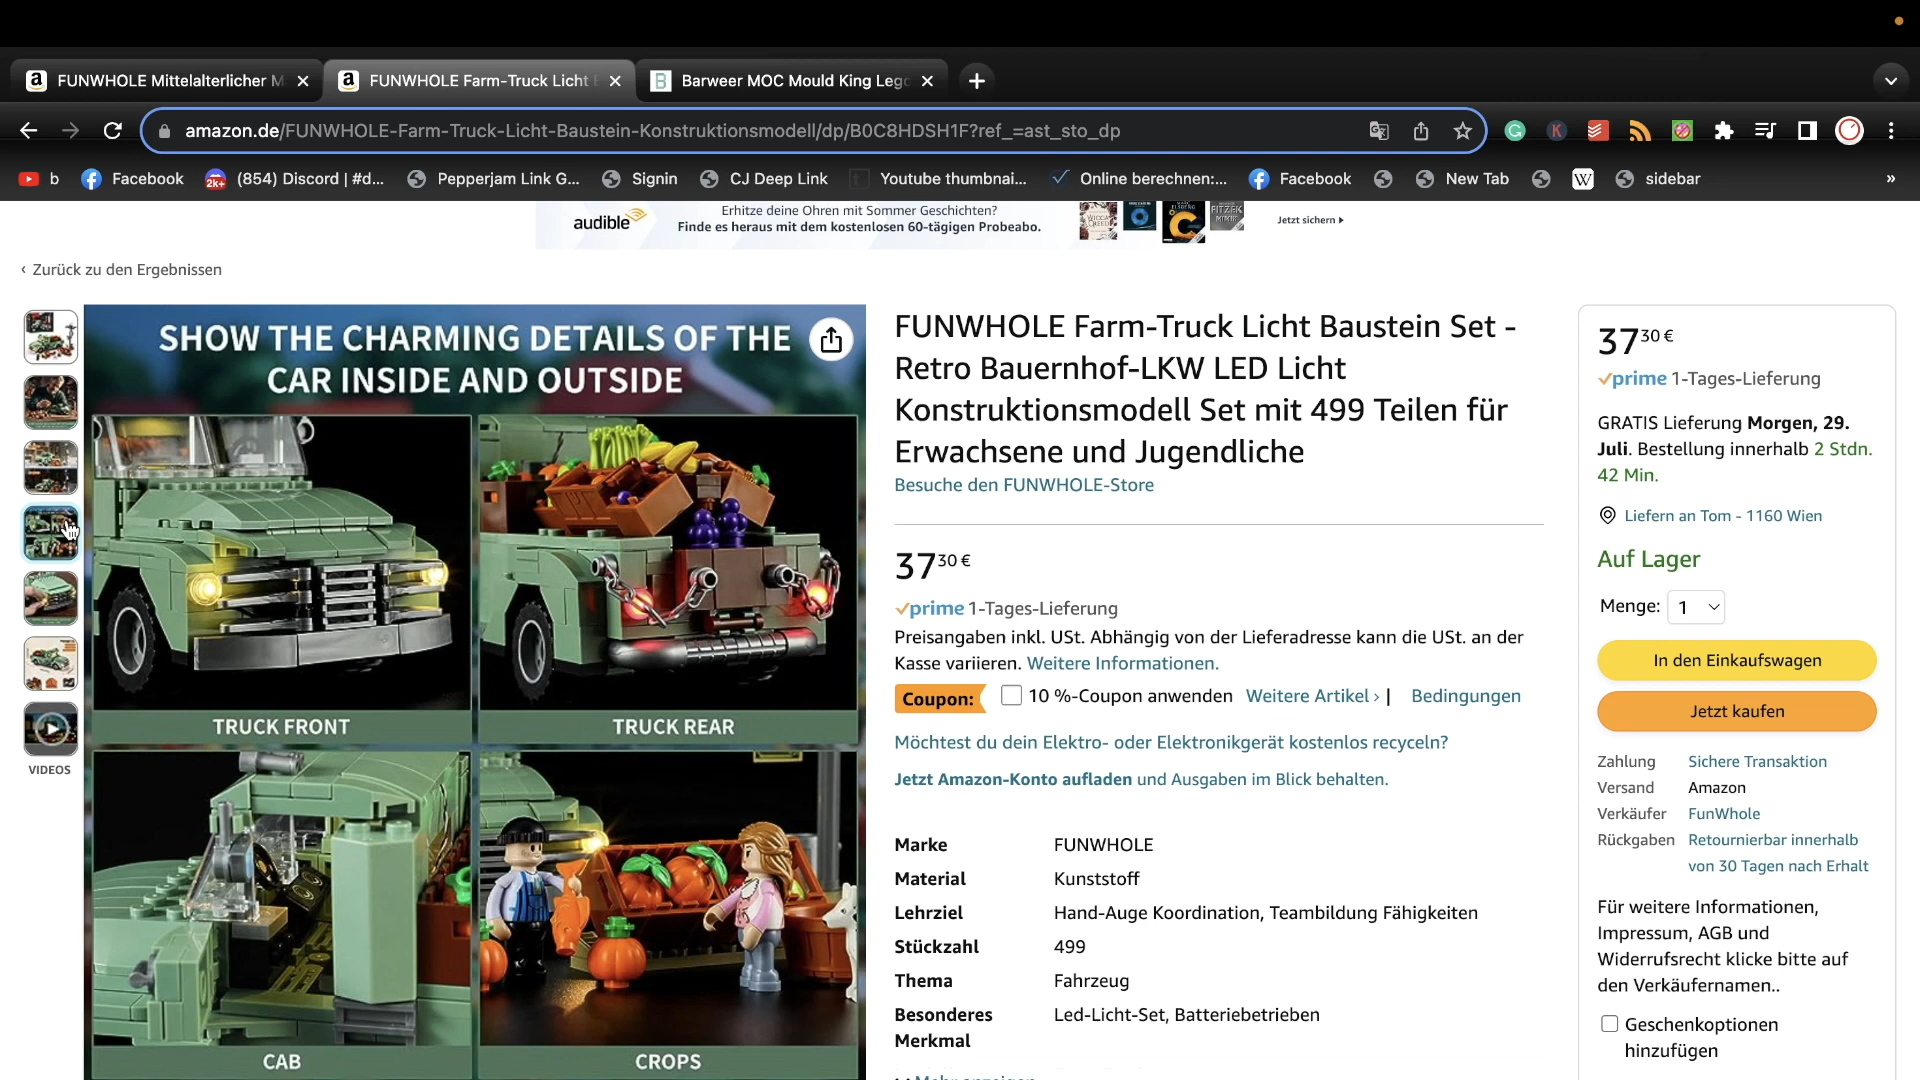 FUNWHOLE Mittelalterlicher M
FUNWHOLE Farm-Truck Licht
Barweer MOC Mould King Lego
amazon.de/FUNWHOLE-Farm-Truck-Licht-Baustein-Konstruktionsmodell/dp/B0C8HDSH1F?ref_=ast_sto_dp
b
Facebook
2k+
(854) Discord | #d...
Pepperjam Link G...
Signin
CJ Deep Link
Youtube thumbnai...
Online berechnen:...
Facebook
New Tab
W
sidebar
»
audible
Erhitze deine Ohren mit Sommer Geschichten?
Finde es heraus mit dem kostenlosen 60-tägigen Probeabo.
Jetzt sichern
‹ Zurück zu den Ergebnissen
VIDEOS
SHOW THE CHARMING DETAILS OF THE
CAR INSIDE AND OUTSIDE
TRUCK FRONT
TRUCK REAR
CAB
CROPS
FUNWHOLE Farm-Truck Licht Baustein Set -
Retro Bauernhof-LKW LED Licht
Konstruktionsmodell Set mit 499 Teilen für
Erwachsene und Jugendliche
Besuche den FUNWHOLE-Store
37 30 €
prime 1-Tages-Lieferung
Preisangaben inkl. USt. Abhängig von der Lieferadresse kann die USt. an der
Kasse variieren. Weitere Informationen.
Coupon: 10 %-Coupon anwenden Weitere Artikel › | Bedingungen
Möchtest du dein Elektro- oder Elektronikgerät kostenlos recyceln?
Jetzt Amazon-Konto aufladen und Ausgaben im Blick behalten.
Marke FUNWHOLE
Material Kunststoff
Lehrziel Hand-Auge Koordination, Teambildung Fähigkeiten
Stückzahl 499
Thema Fahrzeug
Besonderes Led-Licht-Set, Batteriebetrieben
Merkmal
Mehr anzeigen
37 30 €
prime 1-Tages-Lieferung
GRATIS Lieferung Morgen, 29.
Juli. Bestellung innerhalb 2 Stdn.
42 Min.
Liefern an Tom - 1160 Wien
Auf Lager
Menge: 1
In den Einkaufswagen
Jetzt kaufen
Zahlung Sichere Transaktion
Versand Amazon
Verkäufer FunWhole
Rückgaben Retournierbar innerhalb
von 30 Tagen nach Erhalt
Für weitere Informationen,
Impressum, AGB und
Widerrufsrecht klicke bitte auf
den Verkäufernamen..
Geschenkoptionen
hinzufügen